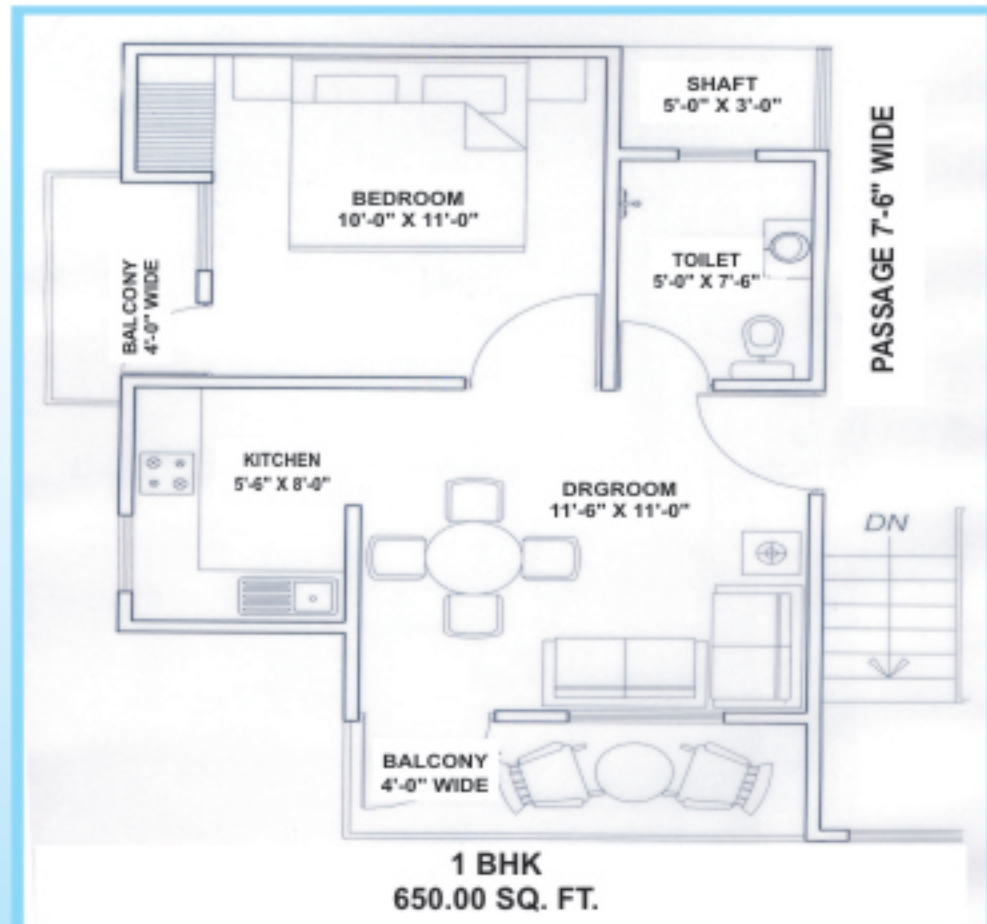 SHAFT
5'-0" X 3'-0"
PASSAGE 7'-6" WIDE
BEDROOM
10'-0" X 11'-0"
TOILET
5'-0" X 7'-6"
BALCONY
4'-0" WIDE
KITCHEN
5'-6" X 8'-0"
DRGROOM
11'-6" X 11'-0"
DN
BALCONY
4'-0" WIDE
1 BHK
650.00 SQ. FT.